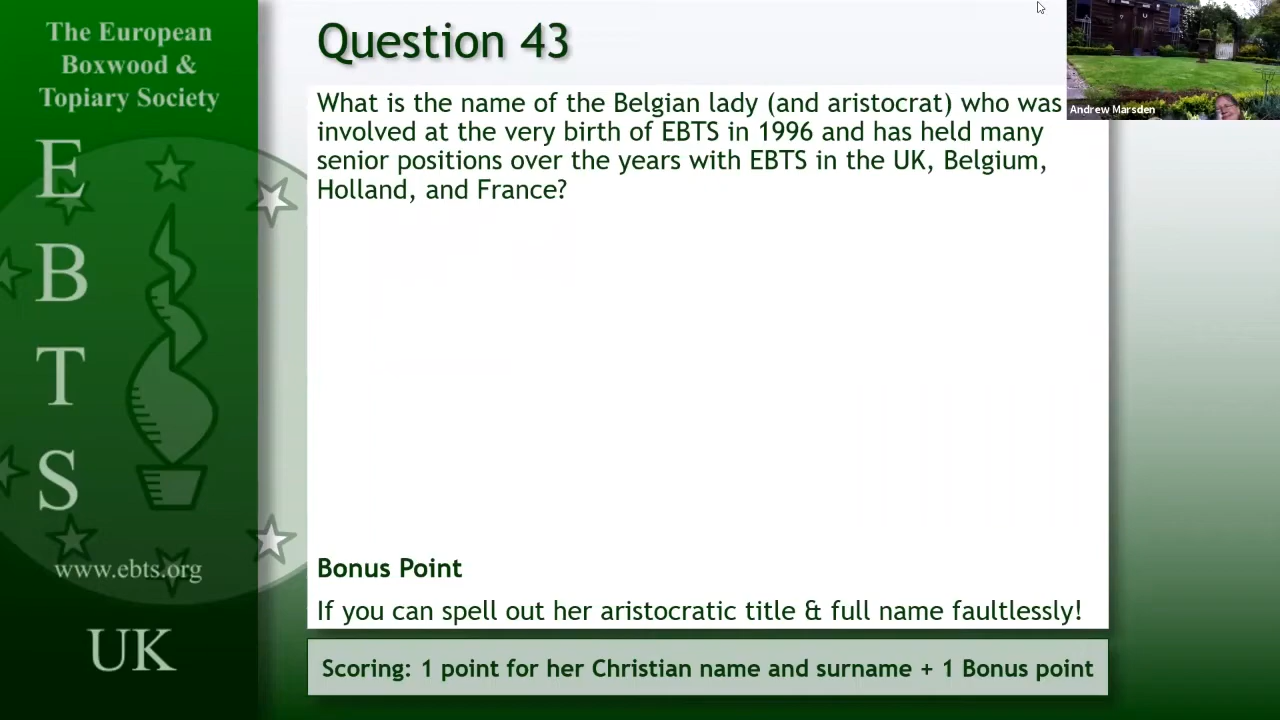 The European
Boxwood &
Topiary Society
E
B
T
S
www.ebts.org
UK
Question 43
What is the name of the Belgian lady (and aristocrat) who was
involved at the very birth of EBTS in 1996 and has held many
senior positions over the years with EBTS in the UK, Belgium,
Holland, and France?
Bonus Point
If you can spell out her aristocratic title & full name faultlessly!
Scoring: 1 point for her Christian name and surname + 1 Bonus point
Andrew Marsden